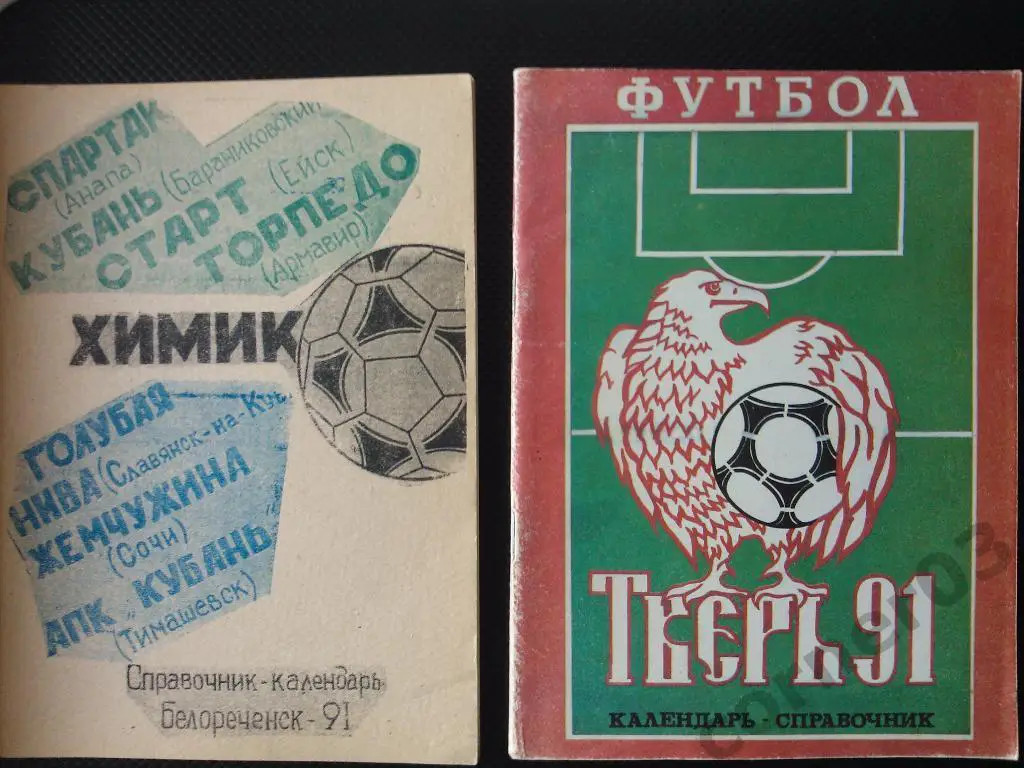 СПАРТАК
(Анапа)
КУБАНЬ (Бараниковский)
СТАРТ (Ейск)
ТОРПЕДО
(Армавир)
ХИМИК
ГОЛУБАЯ
НИВА (Славянск-на-Ку
ЖЕМЧУЖИНА
(Сочи)
АПК „КУБАНЬ"
(Тимашевск)
Справочник-календарь
Белореченск - 91
ФУТБОЛ
ТВЕРЬ 91
КАЛЕНДАРЬ - СПРАВОЧНИК
corner03